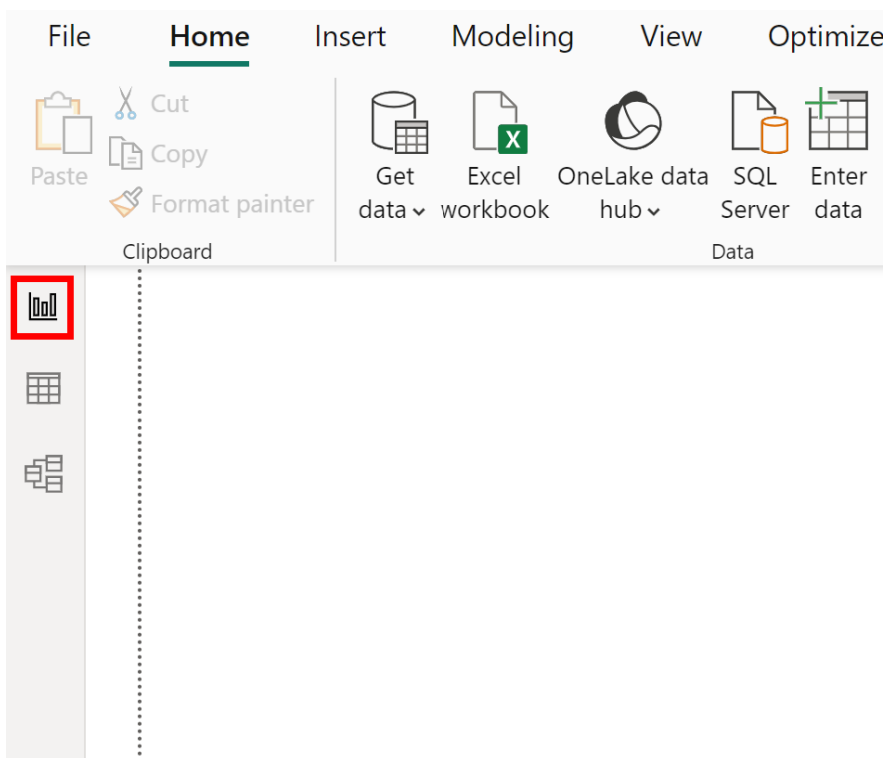 File Home Insert Modeling View Optimize
Cut
Copy
Paste
Format painter
Get data
Excel workbook
OneLake data hub
SQL Server
Enter data
Clipboard Data